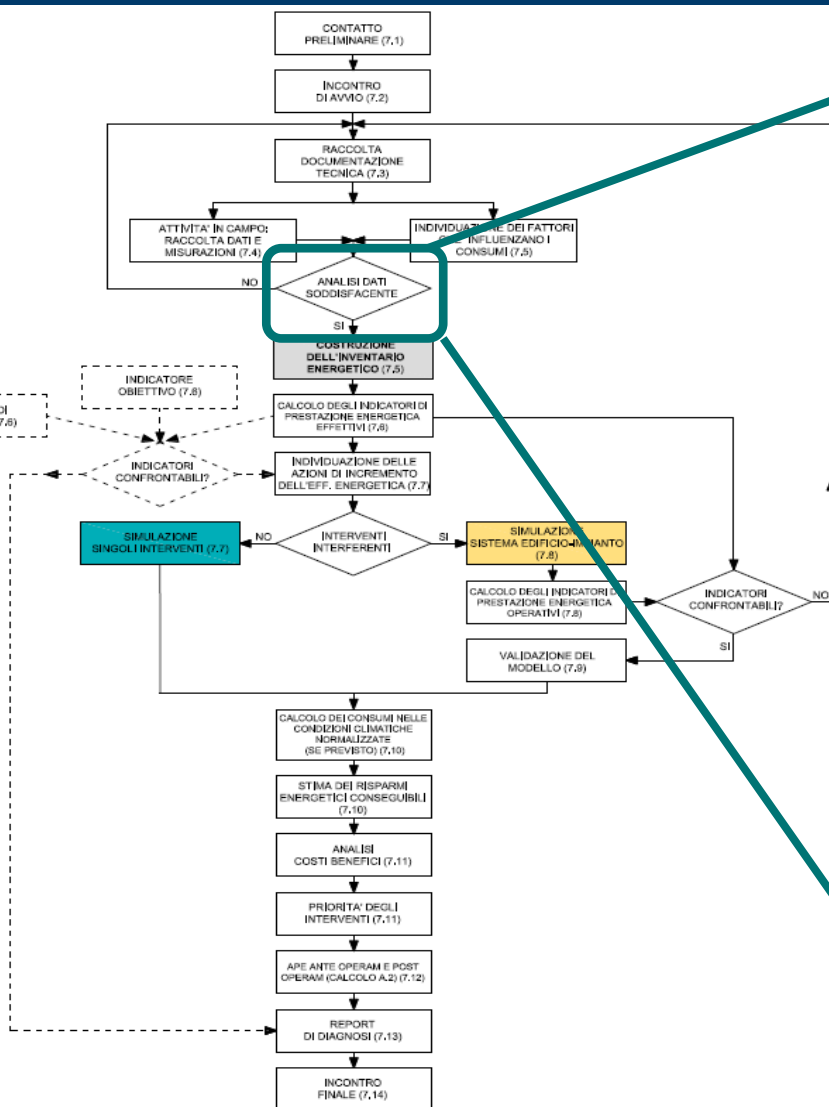 CONTATTO
PRELIMINARE (7.1)
INCONTRO
DI AVVIO (7.2)
RACCOLTA
DOCUMENTAZIONE
TECNICA (7.3)
ATTIVITA' IN CAMPO:
RACCOLTA DATI E
MISURAZIONI (7.4)
INDIVIDUAZIONE DEI FATTORI
CHE INFLUENZANO I
CONSUMI (7.5)
ANALISI DATI
SODDISFACENTE
NO
SI
COSTRUZIONE
DELL'INVENTARIO
ENERGETICO (7.5)
INDICATORE
OBIETTIVO (7.6)
DI
7.6)
CALCOLO DEGLI INDICATORI DI
PRESTAZIONE ENERGETICA
EFFETTIVI (7.6)
INDICATORI
CONFRONTABILI?
INDIVIDUAZIONE DELLE
AZIONI DI INCREMENTO
DELL'EFF. ENERGETICA (7.7)
SIMULAZIONE
SINGOLI INTERVENTI (7.7)
NO
INTERVENTI
INTERFERENTI
SI
SIMULAZIONE
SISTEMA EDIFICIO-IMPIANTO
(7.8)
CALCOLO DEGLI INDICATORI DI
PRESTAZIONE ENERGETICA
OPERATIVI (7.8)
INDICATORI
CONFRONTABILI?
NO
SI
VALIDAZIONE DEL
MODELLO (7.9)
CALCOLO DEI CONSUMI NELLE
CONDIZIONI CLIMATICHE
NORMALIZZATE
(SE PREVISTO) (7.10)
STIMA DEI RISPARMI
ENERGETICI CONSEGUIBILI
(7.10)
ANALISI
COSTI BENEFICI (7.11)
PRIORITA' DEGLI
INTERVENTI (7.11)
APE ANTE OPERAM E POST
OPERAM (CALCOLO A.2) (7.12)
REPORT
DI DIAGNOSI (7.13)
INCONTRO
FINALE (7.14)